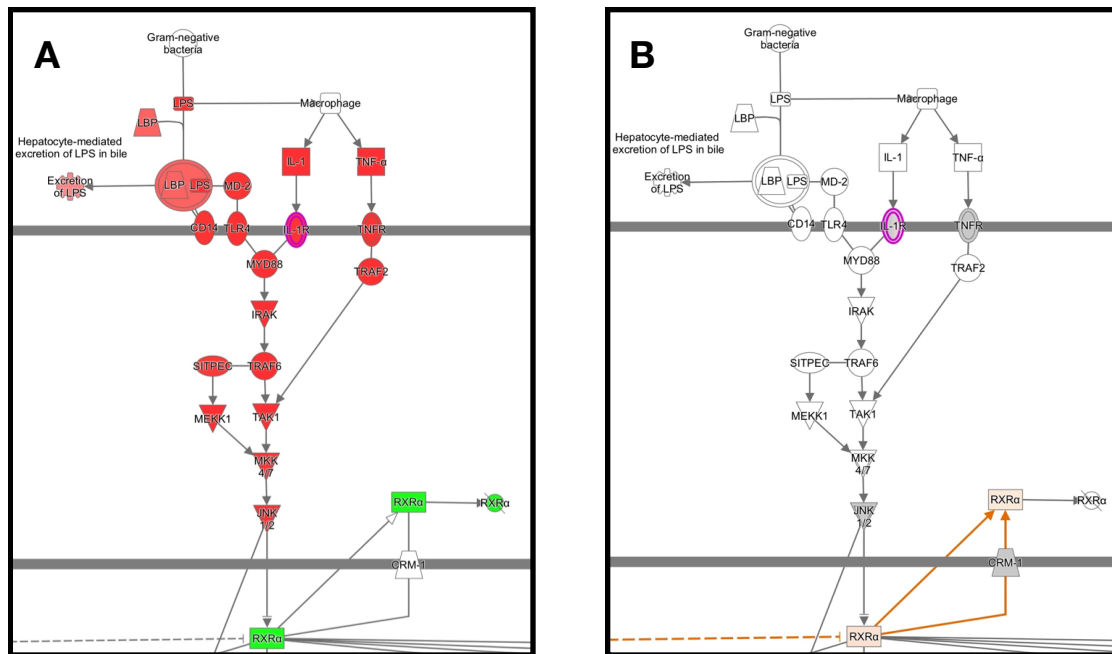 A
Gram-negative
bacteria
LPS
Macrophage
LBP
Hepatocyte-mediated
excretion of LPS in bile
IL-1
TNF-α
Excretion
of LPS
LBP
LPS
MD-2
CD14
TLR4
IL-1R
TNFR
MYD88
TRAF2
IRAK
SITPEC
TRAF6
MEKK1
TAK1
MKK
4/7
JNK
1/2
RXRα
RXRα
CRM-1
RXRα
B
Gram-negative
bacteria
LPS
Macrophage
LBP
Hepatocyte-mediated
excretion of LPS in bile
IL-1
TNF-α
Excretion
of LPS
LBP
LPS
MD-2
CD14
TLR4
IL-1R
TNFR
MYD88
TRAF2
IRAK
SITPEC
TRAF6
MEKK1
TAK1
MKK
4/7
JNK
1/2
RXRα
RXRα
CRM-1
RXRα